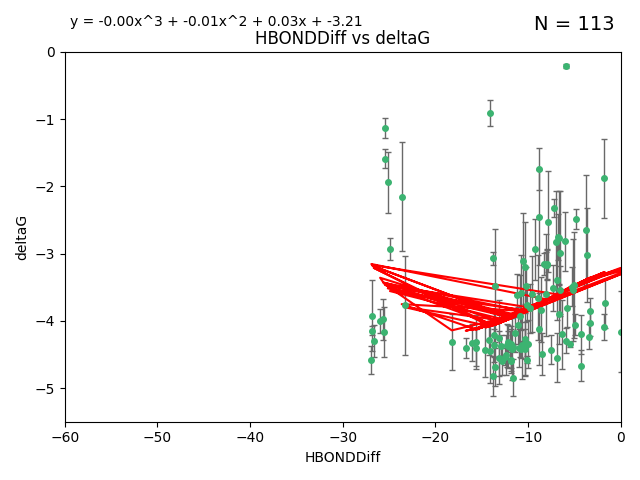 y = -0.00x^3 + -0.01x^2 + 0.03x + -3.21
N = 113
HBONDDiff vs deltaG
0
−1
−2
−3
−4
−5
deltaG
−60
−50
−40
−30
−20
−10
0
HBONDDiff